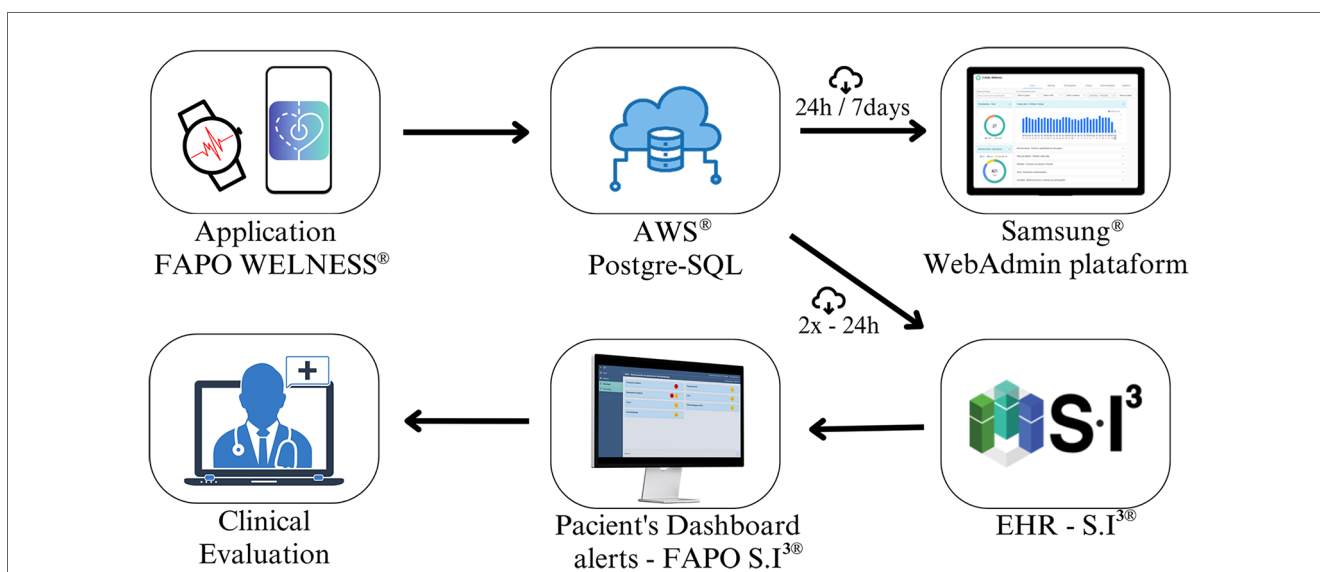 24h / 7days
Application
FAPO WELNESS®
AWS®
Postgre-SQL
Samsung®
WebAdmin plataform
2x - 24h
S·I³
Clinical
Evaluation
Pacient's Dashboard
alerts - FAPO S.I³®
EHR - S.I³®